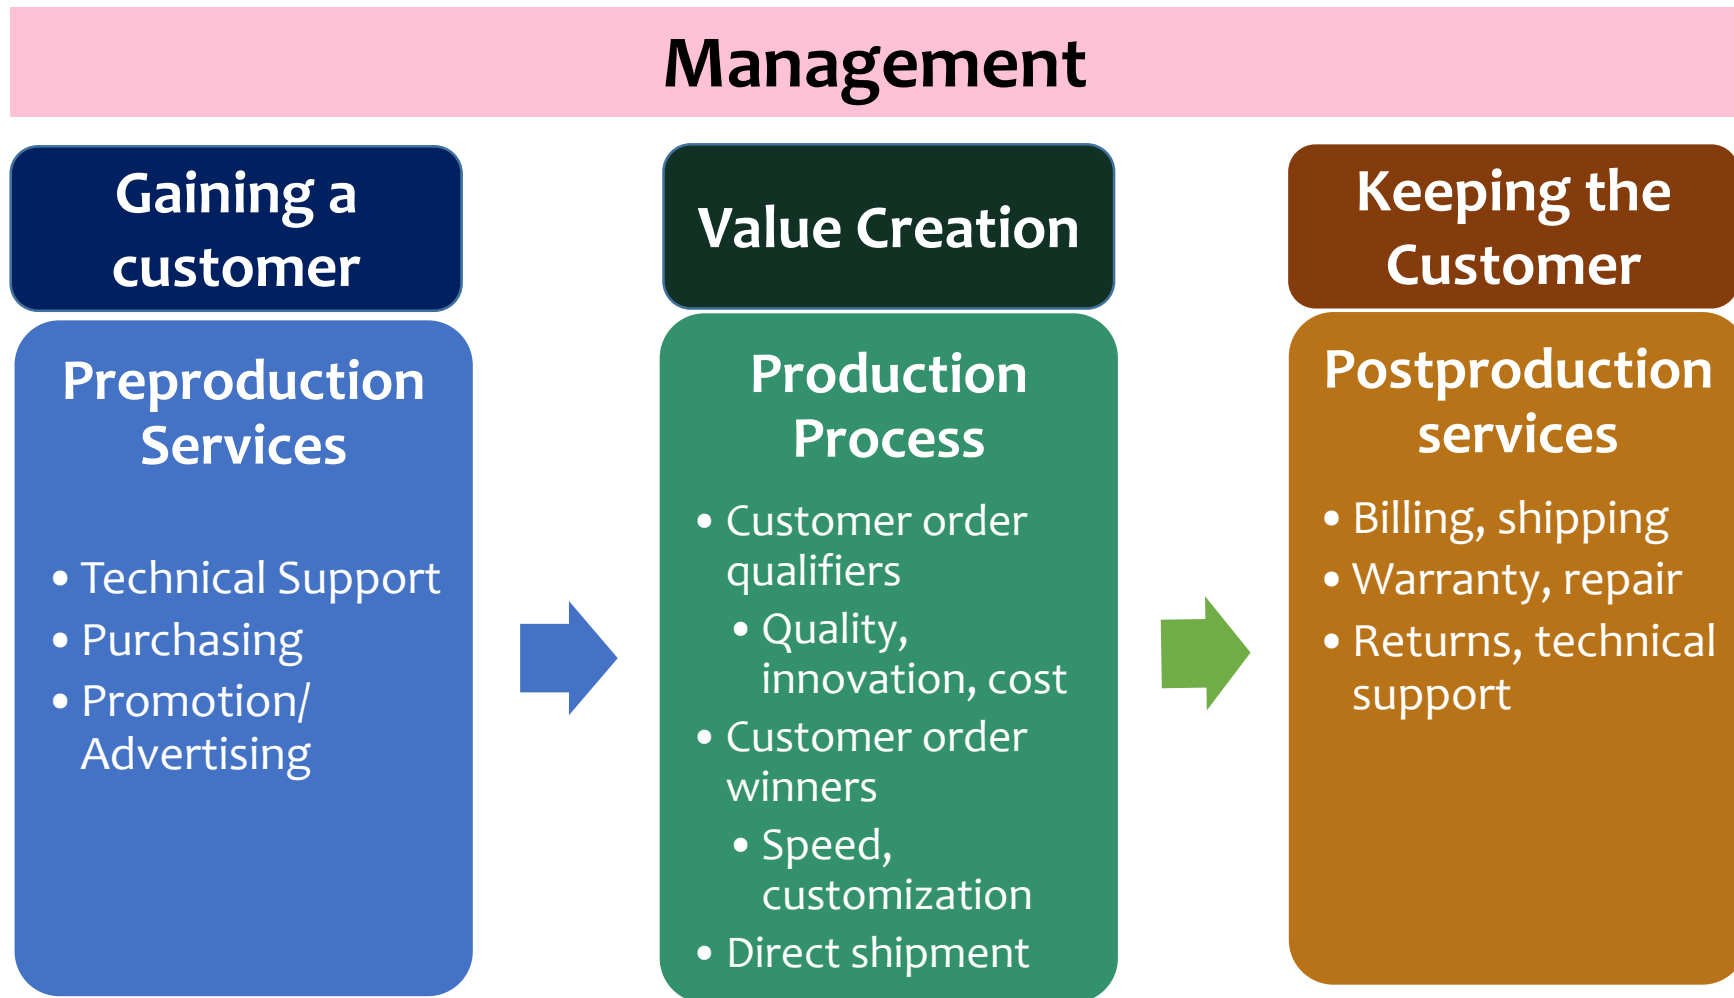 Management
Gaining a
customer
Preproduction
Services
• Technical Support
• Purchasing
• Promotion/
Advertising
Value Creation
Production
Process
• Customer order
qualifiers
• Quality,
innovation, cost
• Customer order
winners
• Speed,
customization
• Direct shipment
Keeping the
Customer
Postproduction
services
• Billing, shipping
• Warranty, repair
• Returns, technical
support